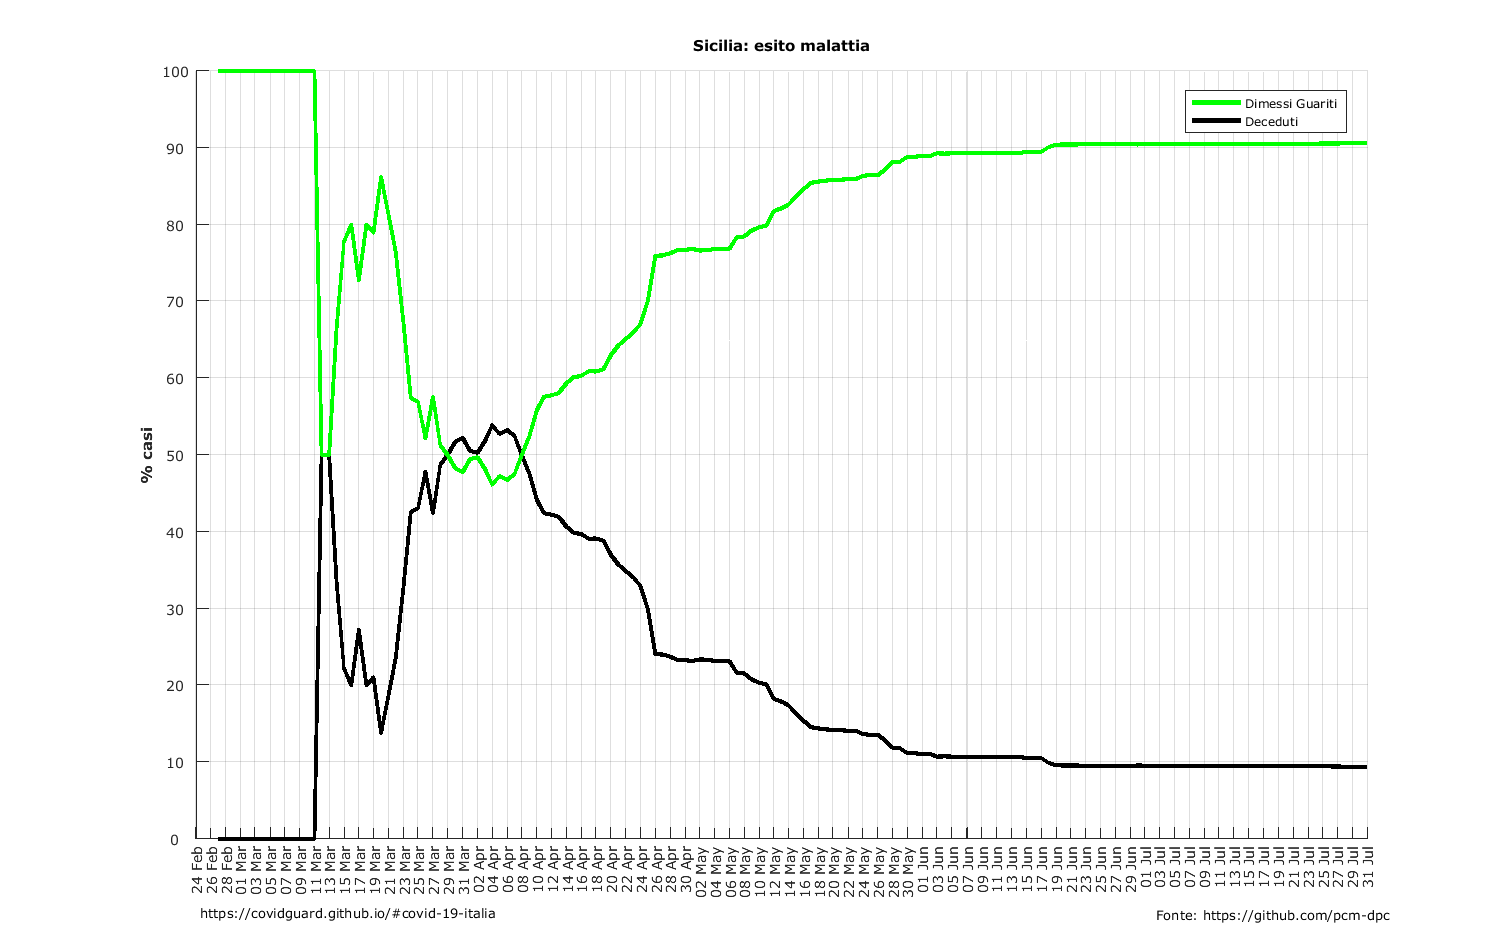 Sicilia: esito malattia
Dimessi Guariti
Deceduti
% casi
100
90
80
70
60
50
40
30
20
10
0
24 Feb
26 Feb
28 Feb
01 Mar
03 Mar
05 Mar
07 Mar
09 Mar
11 Mar
13 Mar
15 Mar
17 Mar
19 Mar
21 Mar
23 Mar
25 Mar
27 Mar
29 Mar
31 Mar
02 Apr
04 Apr
06 Apr
08 Apr
10 Apr
12 Apr
14 Apr
16 Apr
18 Apr
20 Apr
22 Apr
24 Apr
26 Apr
28 Apr
30 Apr
02 May
04 May
06 May
08 May
10 May
12 May
14 May
16 May
18 May
20 May
22 May
24 May
26 May
28 May
30 May
01 Jun
03 Jun
05 Jun
07 Jun
09 Jun
11 Jun
13 Jun
15 Jun
17 Jun
19 Jun
21 Jun
23 Jun
25 Jun
27 Jun
29 Jun
01 Jul
03 Jul
05 Jul
07 Jul
09 Jul
11 Jul
13 Jul
15 Jul
17 Jul
19 Jul
21 Jul
23 Jul
25 Jul
27 Jul
29 Jul
31 Jul
https://covidguard.github.io/#covid-19-italia
Fonte: https://github.com/pcm-dpc